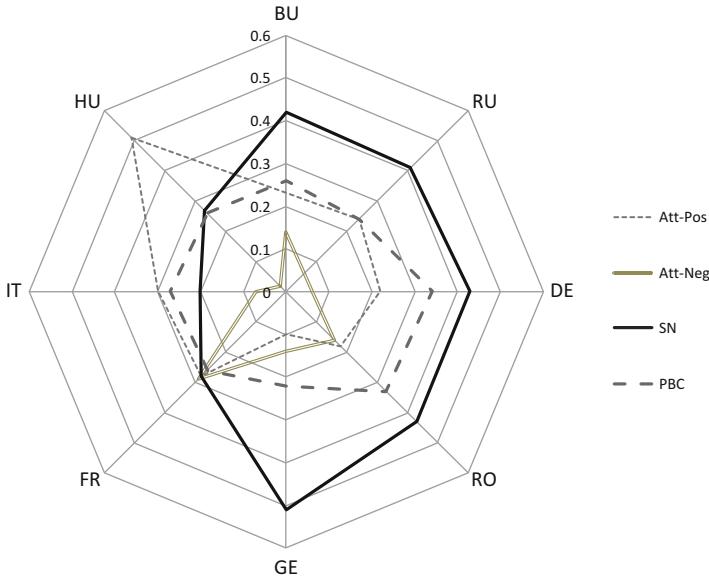 BU
0.6
HU
RU
0.5
0.4
0.3
0.2
Att-Pos
0.1
Att-Neg
IT
0
DE
SN
PBC
FR
RO
GE